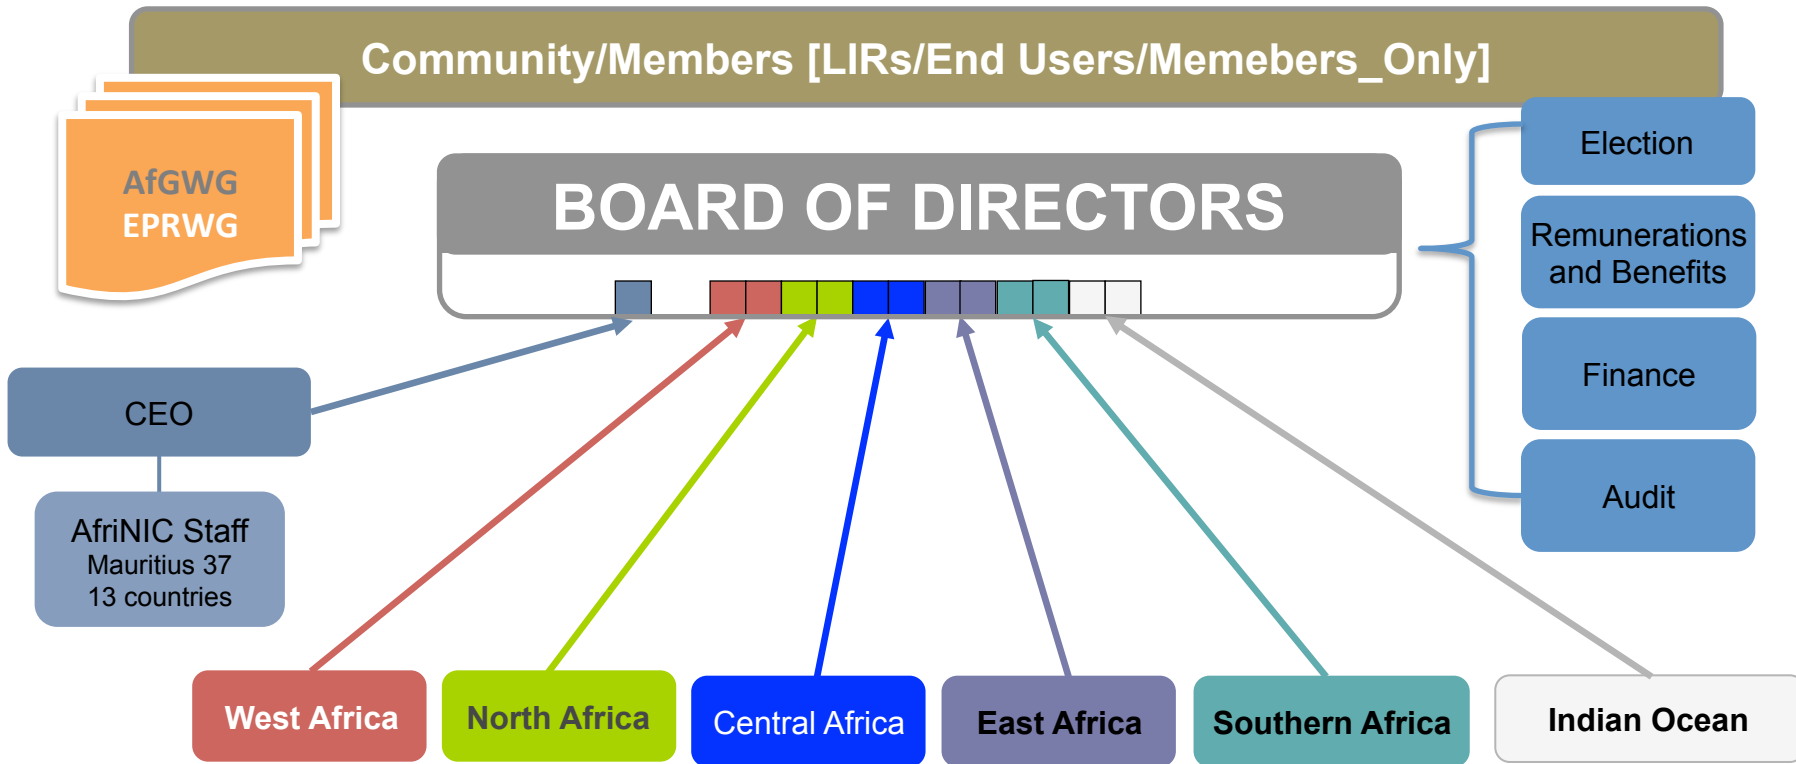 Community/Members [LIRs/End Users/Memebers_Only]
AfGWG
EPRWG
BOARD OF DIRECTORS
Election
Remunerations
and Benefits
Finance
Audit
CEO
AfriNIC Staff
Mauritius 37
13 countries
West Africa
North Africa
Central Africa
East Africa
Southern Africa
Indian Ocean